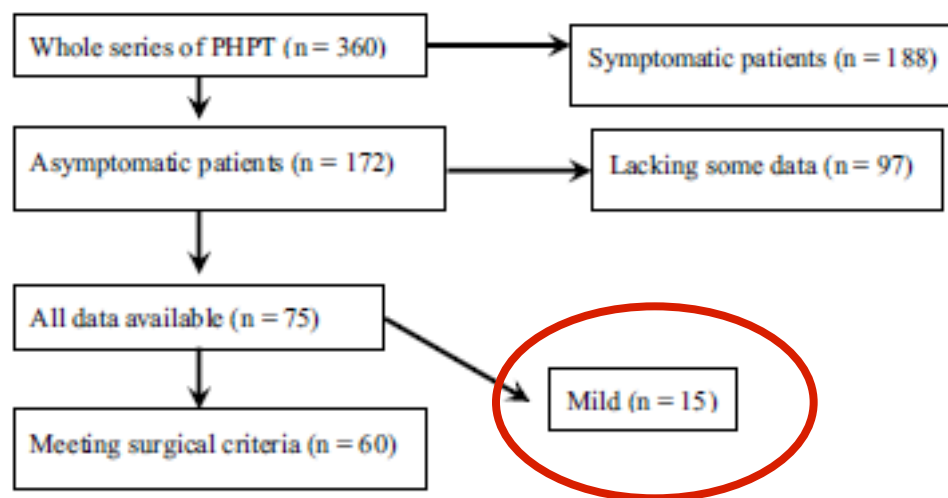 Whole series of PHPT (n = 360)
Symptomatic patients (n = 188)
Asymptomatic patients (n = 172)
Lacking some data (n = 97)
All data available (n = 75)
Mild (n = 15)
Meeting surgical criteria (n = 60)